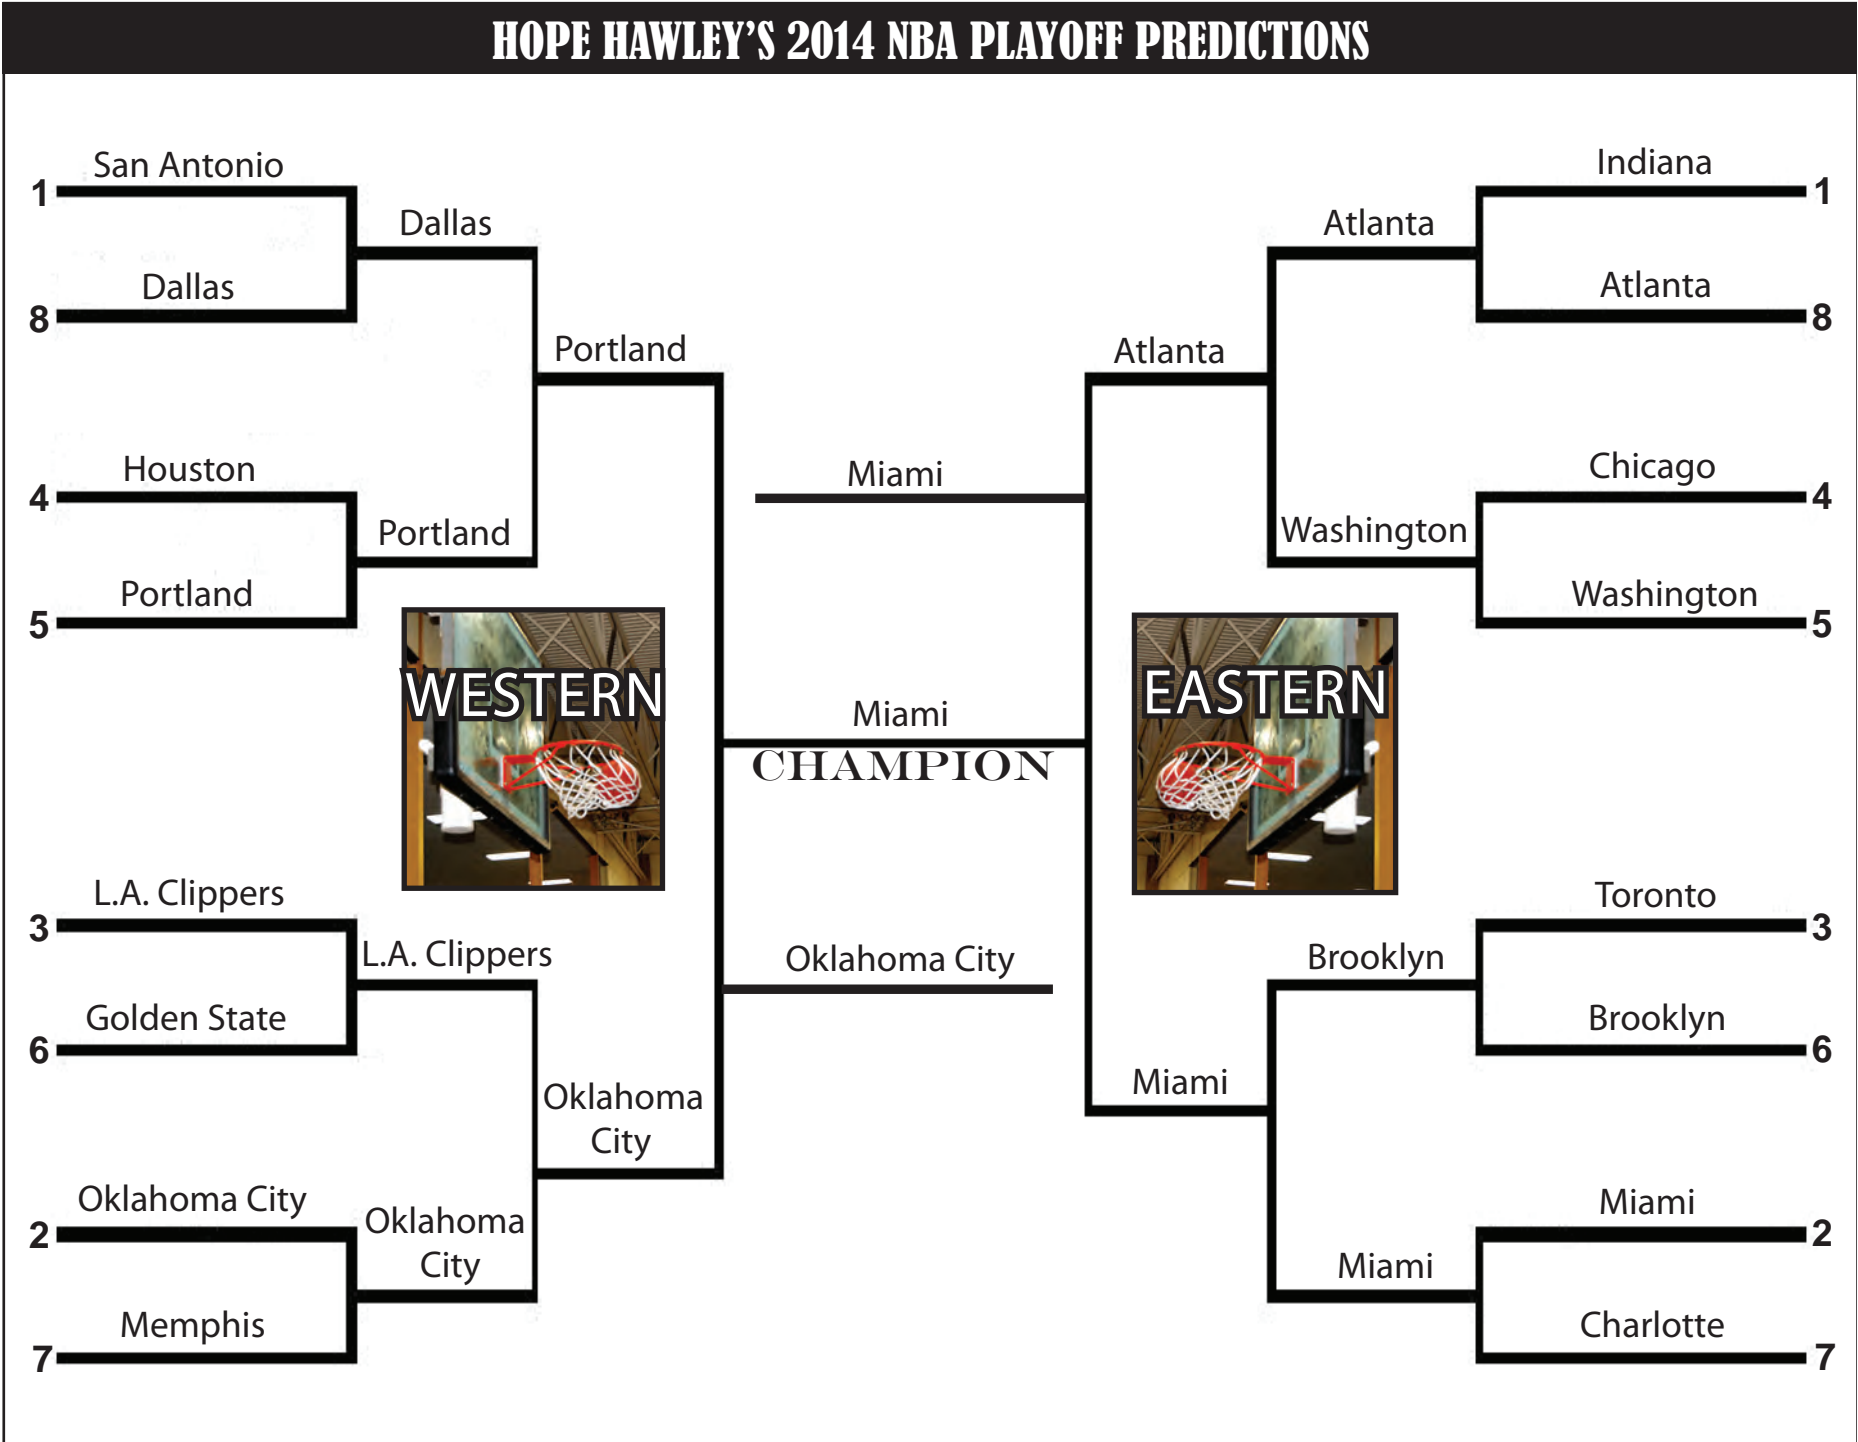 HOPE HAWLEY'S 2014 NBA PLAYOFF PREDICTIONS
1
San Antonio
8
Dallas
4
Houston
5
Portland
3
L.A. Clippers
6
Golden State
2
Oklahoma City
7
Memphis
Dallas
Portland
L.A. Clippers
Oklahoma
City
Portland
Oklahoma
City
WESTERN
Miami
Miami
CHAMPION
Oklahoma City
EASTERN
Atlanta
Miami
Atlanta
Washington
Brooklyn
Miami
Indiana
1
Atlanta
8
Chicago
4
Washington
5
Toronto
3
Brooklyn
6
Miami
2
Charlotte
7